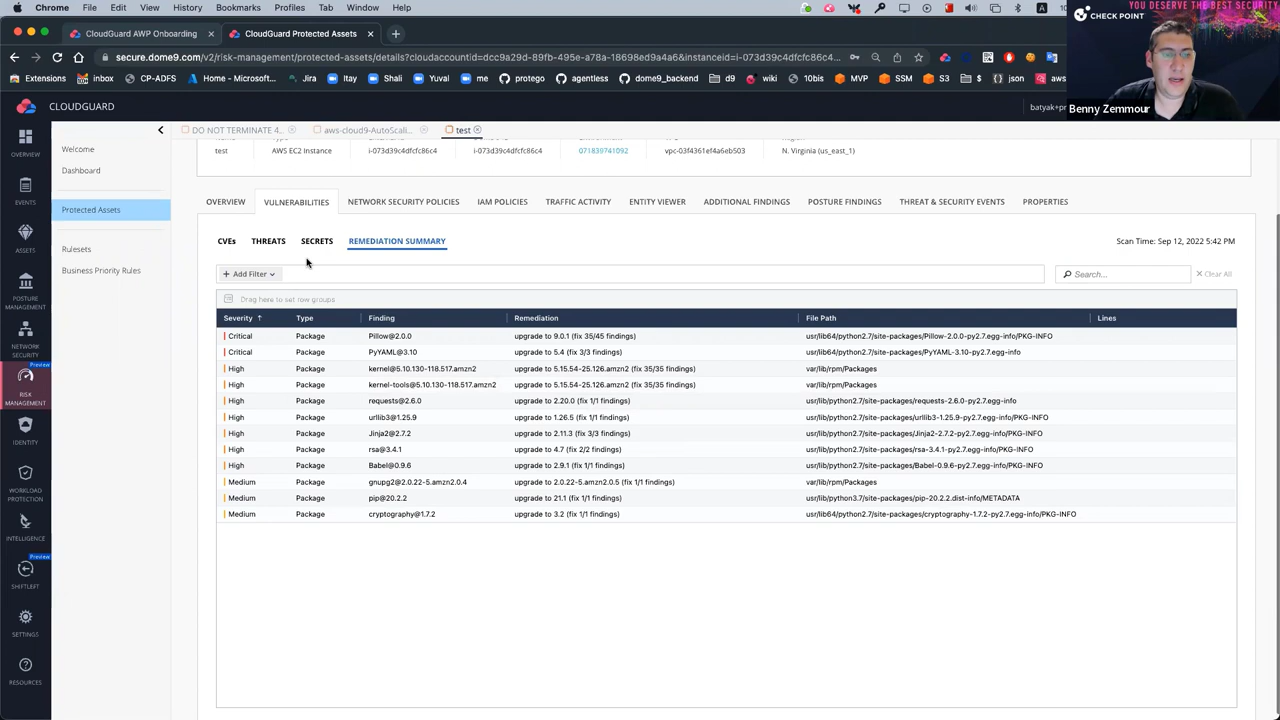 YOU DESERVE THE BEST SECURITY
Chrome File Edit View History Bookmarks Profiles Tab Window Help
CHECK POINT
CloudGuard AWP Onboarding
CloudGuard Protected Assets
secure.dome9.com/v2/risk-management/protected-assets/details?cloudaccountid=dcc9a29d-89fb-495e-a78a-18698ed9a4a6&instanceid=i-073d39c4dfcfc86c4
Extensions inbox CP-ADFS Home - Microsoft... Jira Shali Yuval me protego agentless dome9_backend d9 wiki 10bis MVP SSM S3 $ jaso
Benny Zemmour
CLOUDGUARD
batyak+pr
DO NOT TERMINATE 4... aws-cloud9-AutoScali... test
test AWS EC2 Instance i-073d39c4dfcfc86c4 i-073d39c4dfcfc86c4 071839741092 vpc-03f4361ef4a6eb503 N. Virginia (us_east_1)
OVERVIEW
EVENTS
ASSETS
POSTURE
MANAGEMENT
NETWORK
SECURITY
Preview
RISK
MANAGEMENT
IDENTITY
WORKLOAD
PROTECTION
INTELLIGENCE
Preview
SHIFTLEFT
SETTINGS
RESOURCES
Welcome
Dashboard
Protected Assets
Rulesets
Business Priority Rules
OVERVIEW VULNERABILITIES NETWORK SECURITY POLICIES IAM POLICIES TRAFFIC ACTIVITY ENTITY VIEWER ADDITIONAL FINDINGS POSTURE FINDINGS THREAT & SECURITY EVENTS PROPERTIES
CVEs THREATS SECRETS REMEDIATION SUMMARY Scan Time: Sep 12, 2022 5:42 PM
Add Filter Search... Clear All
Drag here to set row groups
Severity Type Finding Remediation File Path Lines
Critical Package Pillow@2.0.0 upgrade to 9.0.1 (fix 35/45 findings) usr/lib64/python2.7/site-packages/Pillow-2.0.0-py2.7.egg-info/PKG-INFO
Critical Package PyYAML@3.10 upgrade to 5.4 (fix 3/3 findings) usr/lib64/python2.7/site-packages/PyYAML-3.10-py2.7.egg-info
High Package kernel@5.10.130-118.517.amzn2 upgrade to 5.15.54-25.126.amzn2 (fix 35/35 findings) var/lib/rpm/Packages
High Package kernel-tools@5.10.130-118.517.amzn2 upgrade to 5.15.54-25.126.amzn2 (fix 35/35 findings) var/lib/rpm/Packages
High Package requests@2.6.0 upgrade to 2.20.0 (fix 1/1 findings) usr/lib/python2.7/site-packages/requests-2.6.0-py2.7.egg-info
High Package urllib3@1.25.9 upgrade to 1.26.5 (fix 1/1 findings) usr/lib/python2.7/site-packages/urllib3-1.25.9-py2.7.egg-info/PKG-INFO
High Package Jinja2@2.7.2 upgrade to 2.11.3 (fix 3/3 findings) usr/lib/python2.7/site-packages/Jinja2-2.7.2-py2.7.egg-info/PKG-INFO
High Package rsa@3.4.1 upgrade to 4.7 (fix 2/2 findings) usr/lib/python2.7/site-packages/rsa-3.4.1-py2.7.egg-info/PKG-INFO
High Package Babel@0.9.6 upgrade to 2.9.1 (fix 1/1 findings) usr/lib/python2.7/site-packages/Babel-0.9.6-py2.7.egg-info/PKG-INFO
Medium Package gnupg2@2.0.22-5.amzn2.0.4 upgrade to 2.0.22-5.amzn2.0.5 (fix 1/1 findings) var/lib/rpm/Packages
Medium Package pip@20.2.2 upgrade to 21.1 (fix 1/1 findings) usr/lib/python3.7/site-packages/pip-20.2.2.dist-info/METADATA
Medium Package cryptography@1.7.2 upgrade to 3.2 (fix 1/1 findings) usr/lib64/python2.7/site-packages/cryptography-1.7.2-py2.7.egg-info/PKG-INFO